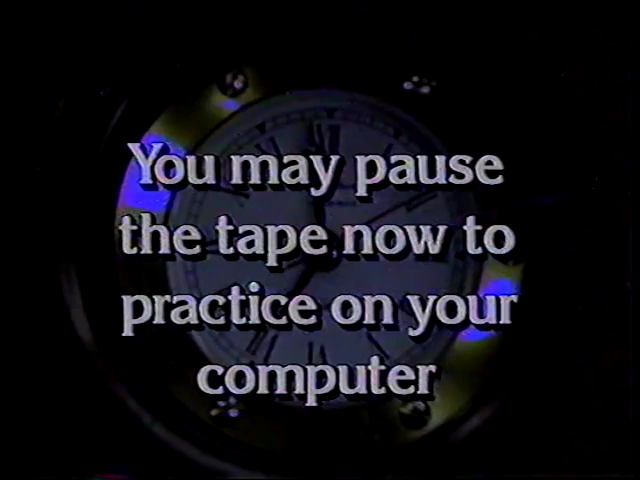 You may pause
the tape now to
practice on your
computer